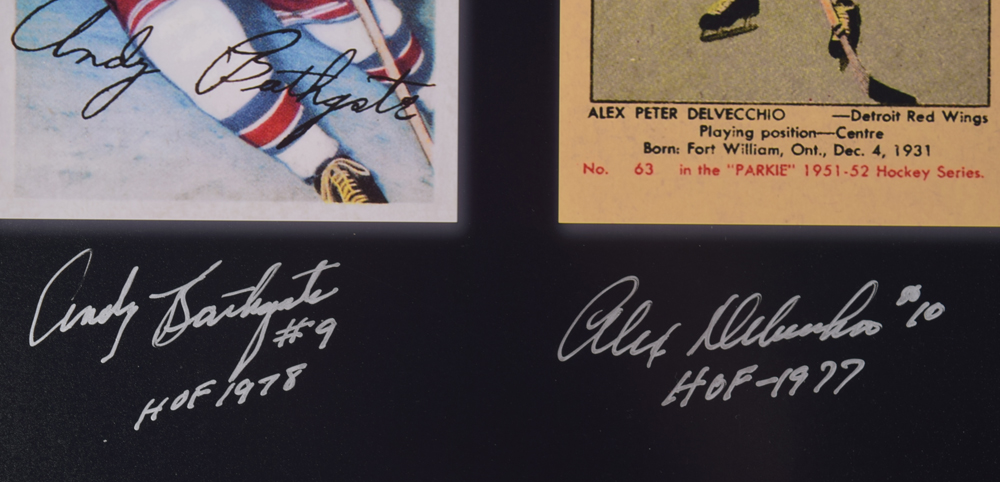 Andy Bathgate
ALEX PETER DELVECCHIO —Detroit Red Wings
Playing position—Centre
Born: Fort William, Ont., Dec. 4, 1931
No. 63 in the "PARKIE" 1951-52 Hockey Series.
Andy Bathgate
#9
HOF 1978
Alex Delvecchio #10
HOF-1977